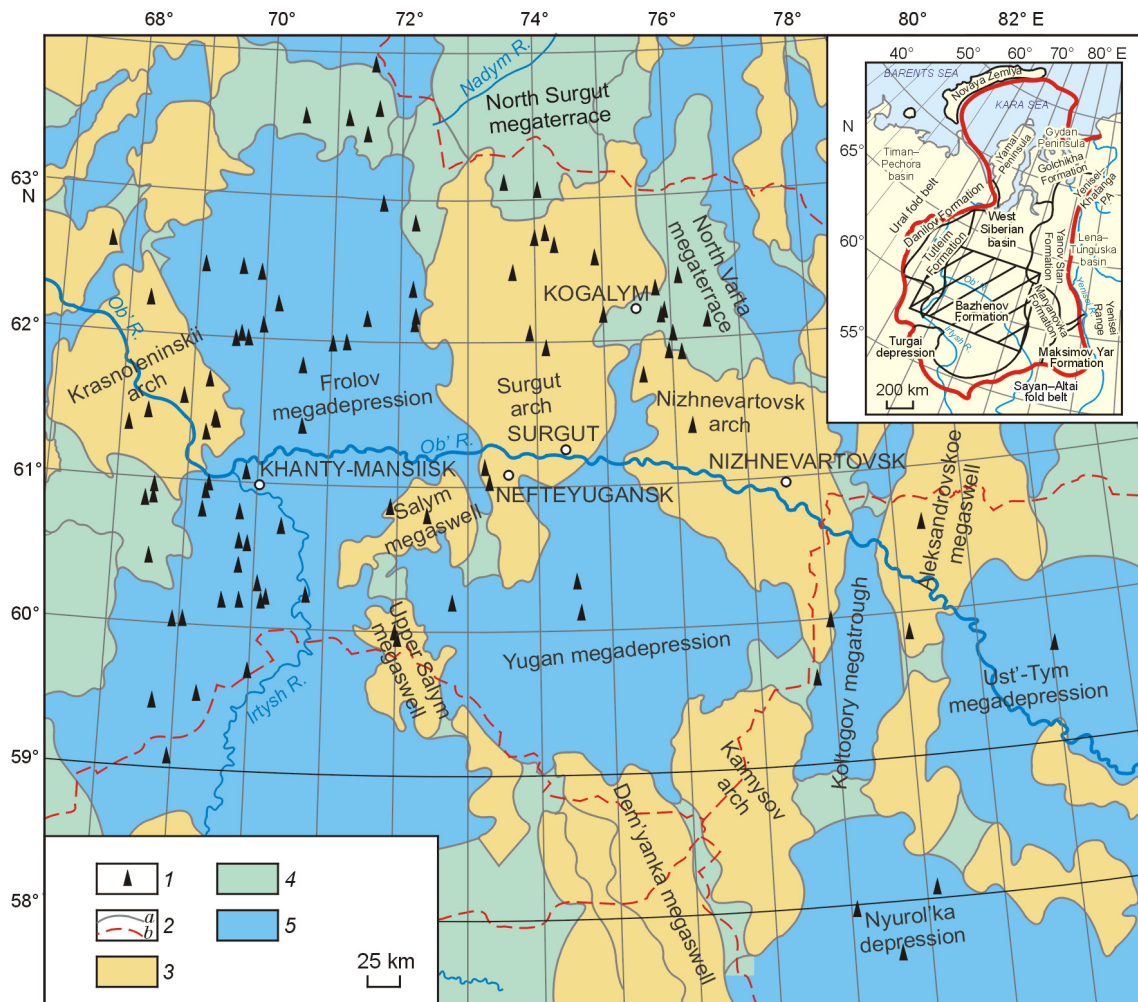 68°
70°
72°
74°
76°
78°
80°
82° E
63°
N
62°
61°
60°
59°
58°
Nadym R.
North Surgut
megaterrace
North Varta
megaterrace
KOGALYM
Ob' R.
Krasnoleninskii
arch
Frolov
megadepression
Surgut
arch
Nizhnevartovsk
arch
SURGUT
Ob' R.
KHANTY-MANSIISK
NEFTEYUGANSK
NIZHNEVARTOVSK
Salym
megaswell
Aleksandrovskoe
megaswell
Upper Salym
megaswell
Yugan megadepression
Irtysh R.
Koltogory megatrough
Ust'-Tym
megadepression
Kaimysov
arch
Dem'yanka megaswell
Nyurol'ka
depression
1
a
b
2
3
4
5
25 km
40°
50°
60°
70°
80° E
N
65°
60°
55°
BARENTS SEA
Novaya Zemlya
KARA SEA
Timan–
Pechora
basin
Yamal
Peninsula
Gydan
Peninsula
Golchikha
Formation
Yenisei-
Khatanga
PA
Ural fold belt
Danilov Formation
Tutleim
Formation
West
Siberian
basin
Yanov Stan
Formation
Lena–
Tunguska
basin
Ob' R.
Bazhenov
Formation
Irtysh R.
Maryanovka
Formation
Yenisei R.
Yenisei
Range
Turgai
depression
Maksimov Yar
Formation
Sayan–Altai
fold belt
200 km